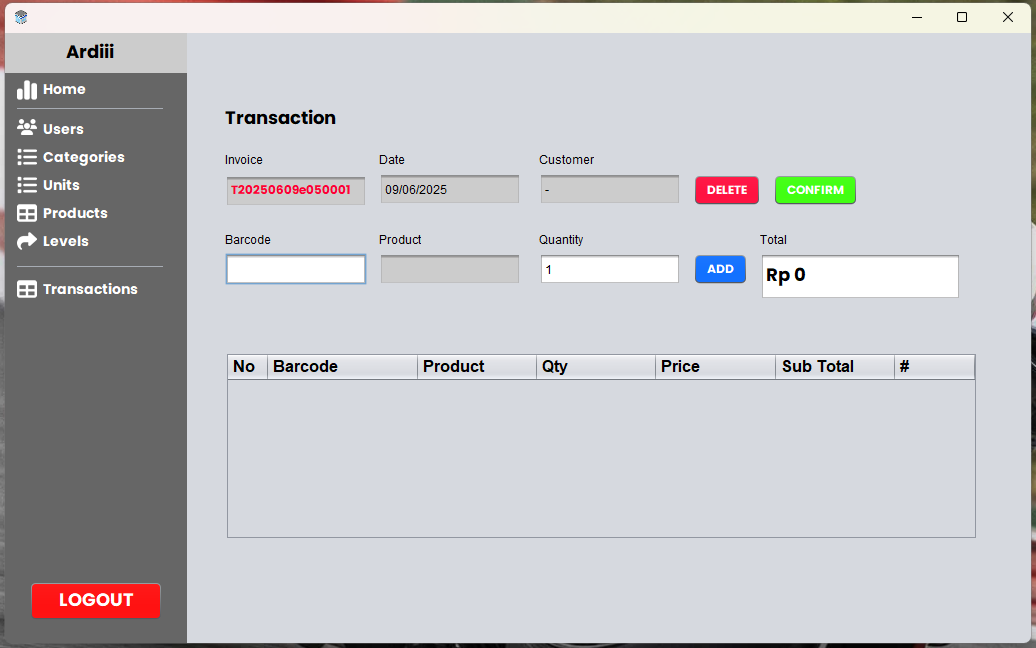 Ardiii
Home
Users
Categories
Units
Products
Levels
Transactions
LOGOUT
Transaction
Invoice Date Customer
T20250609e050001 09/06/2025 - DELETE CONFIRM
Barcode Product Quantity Total
1 ADD Rp 0
No Barcode Product Qty Price Sub Total #